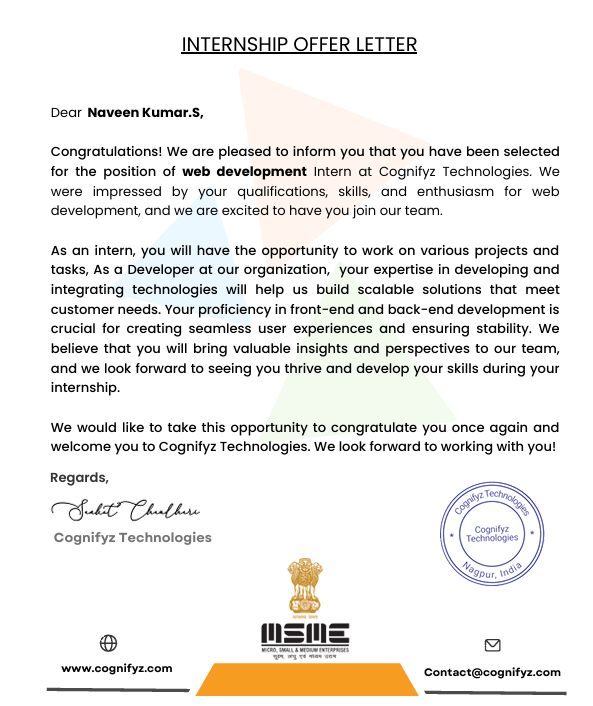 INTERNSHIP OFFER LETTER
Dear Naveen Kumar.S,
Congratulations! We are pleased to inform you that you have been selected
for the position of web development Intern at Cognifyz Technologies. We
were impressed by your qualifications, skills, and enthusiasm for web
development, and we are excited to have you join our team.
As an intern, you will have the opportunity to work on various projects and
tasks, As a Developer at our organization, your expertise in developing and
integrating technologies will help us build scalable solutions that meet
customer needs. Your proficiency in front-end and back-end development is
crucial for creating seamless user experiences and ensuring stability. We
believe that you will bring valuable insights and perspectives to our team,
and we look forward to seeing you thrive and develop your skills during your
internship.
We would like to take this opportunity to congratulate you once again and
welcome you to Cognifyz Technologies. We look forward to working with you!
Regards,
Cognifyz Technologies
Cognifyz Technologies
Cognifyz
Technologies
Nagpur, India
MSME
MICRO, SMALL & MEDIUM ENTERPRISES
सूक्ष्म, लघु एवं मध्यम उद्यम
www.cognifyz.com
Contact@cognifyz.com